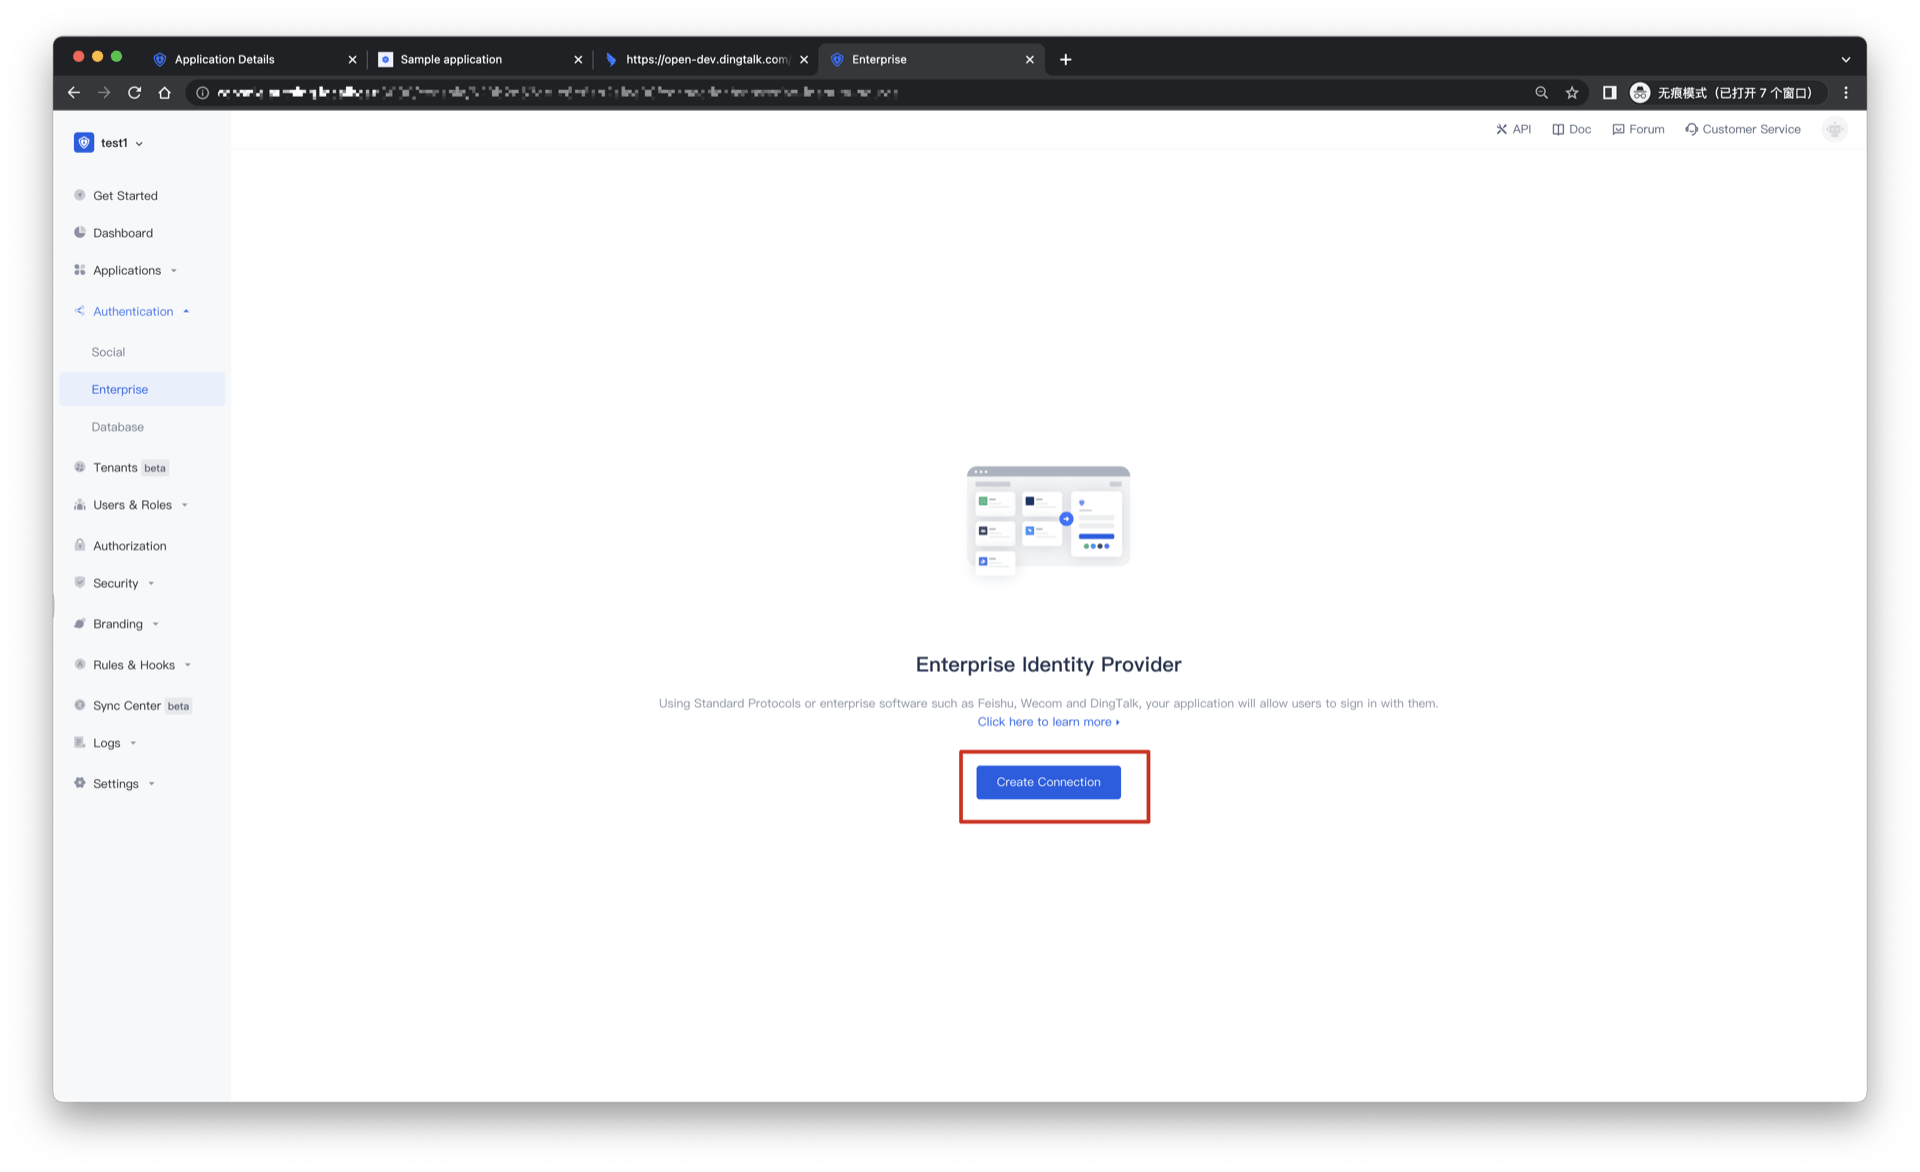 Application Details
Sample application
https://open-dev.dingtalk.com/
Enterprise
无痕模式（已打开 7 个窗口）
test1
API
Doc
Forum
Customer Service
Get Started
Dashboard
Applications
Authentication
Social
Enterprise
Database
Tenants beta
Users & Roles
Authorization
Security
Branding
Rules & Hooks
Sync Center beta
Logs
Settings
Enterprise Identity Provider
Using Standard Protocols or enterprise software such as Feishu, Wecom and DingTalk, your application will allow users to sign in with them.
Click here to learn more
Create Connection